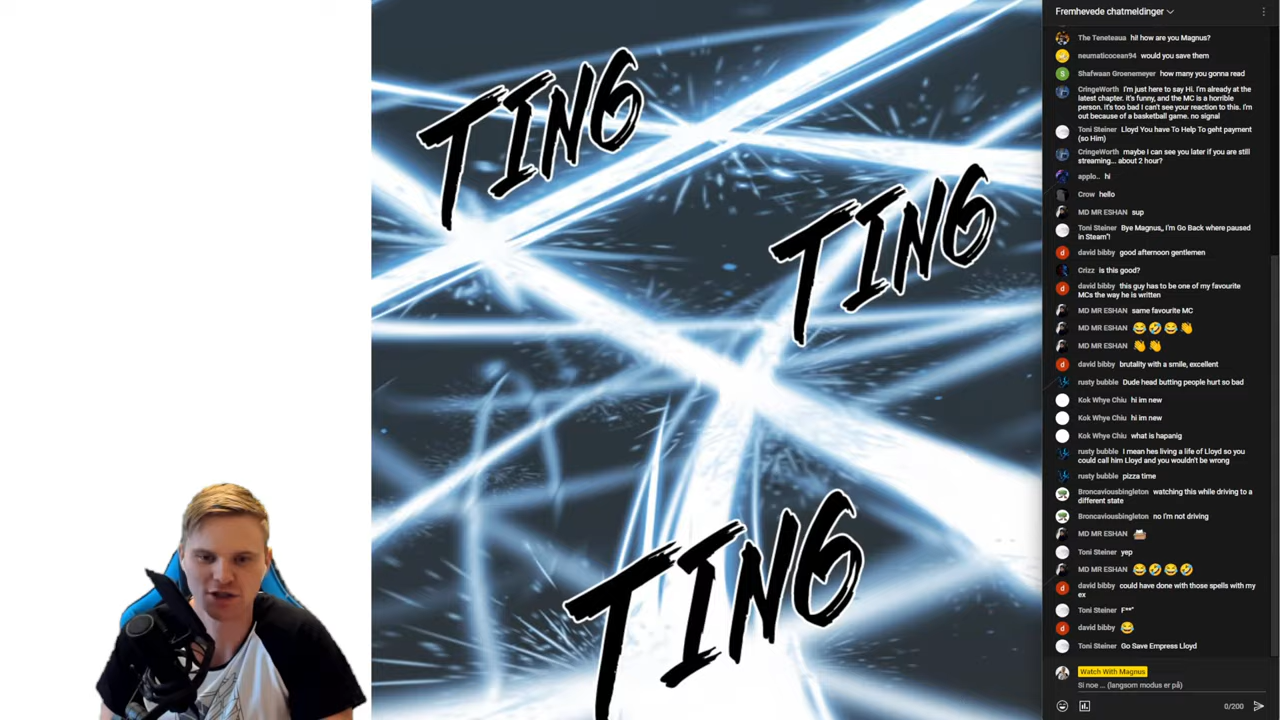 TING
TING
TING
Fremhevede chatmeldinger
The Teneteaua hi! how are you Magnus?
neumaticocean94 would you save them
Shafwaan Groenemeyer how many you gonna read
CringeWorth I'm just here to say Hi. I'm already at the
latest chapter. it's funny, and the MC is a horrible
person. it's too bad I can't see your reaction to this. I'm
out because of a basketball game. no signal
Toni Steiner Lloyd You have To Help To geht payment
(so Him)
CringeWorth maybe I can see you later if you are still
streaming... about 2 hour?
applo.. hi
Crow hello
MD MR ESHAN sup
Toni Steiner Bye Magnus,, I'm Go Back where paused
in Steam"!
david bibby good afternoon gentlemen
Crizz is this good?
david bibby this guy has to be one of my favourite
MCs the way he is written
MD MR ESHAN same favourite MC
MD MR ESHAN 😂🤣😂👏
MD MR ESHAN 👏👏
david bibby brutality with a smile, excellent
rusty bubble Dude head butting people hurt so bad
Kok Whye Chiu hi im new
Kok Whye Chiu hi im new
Kok Whye Chiu what is hapanig
rusty bubble I mean hes living a life of Lloyd so you
could call him Lloyd and you wouldn't be wrong
rusty bubble pizza time
Broncaviousbingleton watching this while driving to a
different state
Broncaviousbingleton no I'm not driving
MD MR ESHAN
Toni Steiner yep
MD MR ESHAN 😂🤣😂🤣
david bibby could have done with those spells with my
ex
Toni Steiner F**"
david bibby 😂
Toni Steiner Go Save Empress Lloyd
Watch With Magnus
Si noe ... (langsom modus er på)
0/200